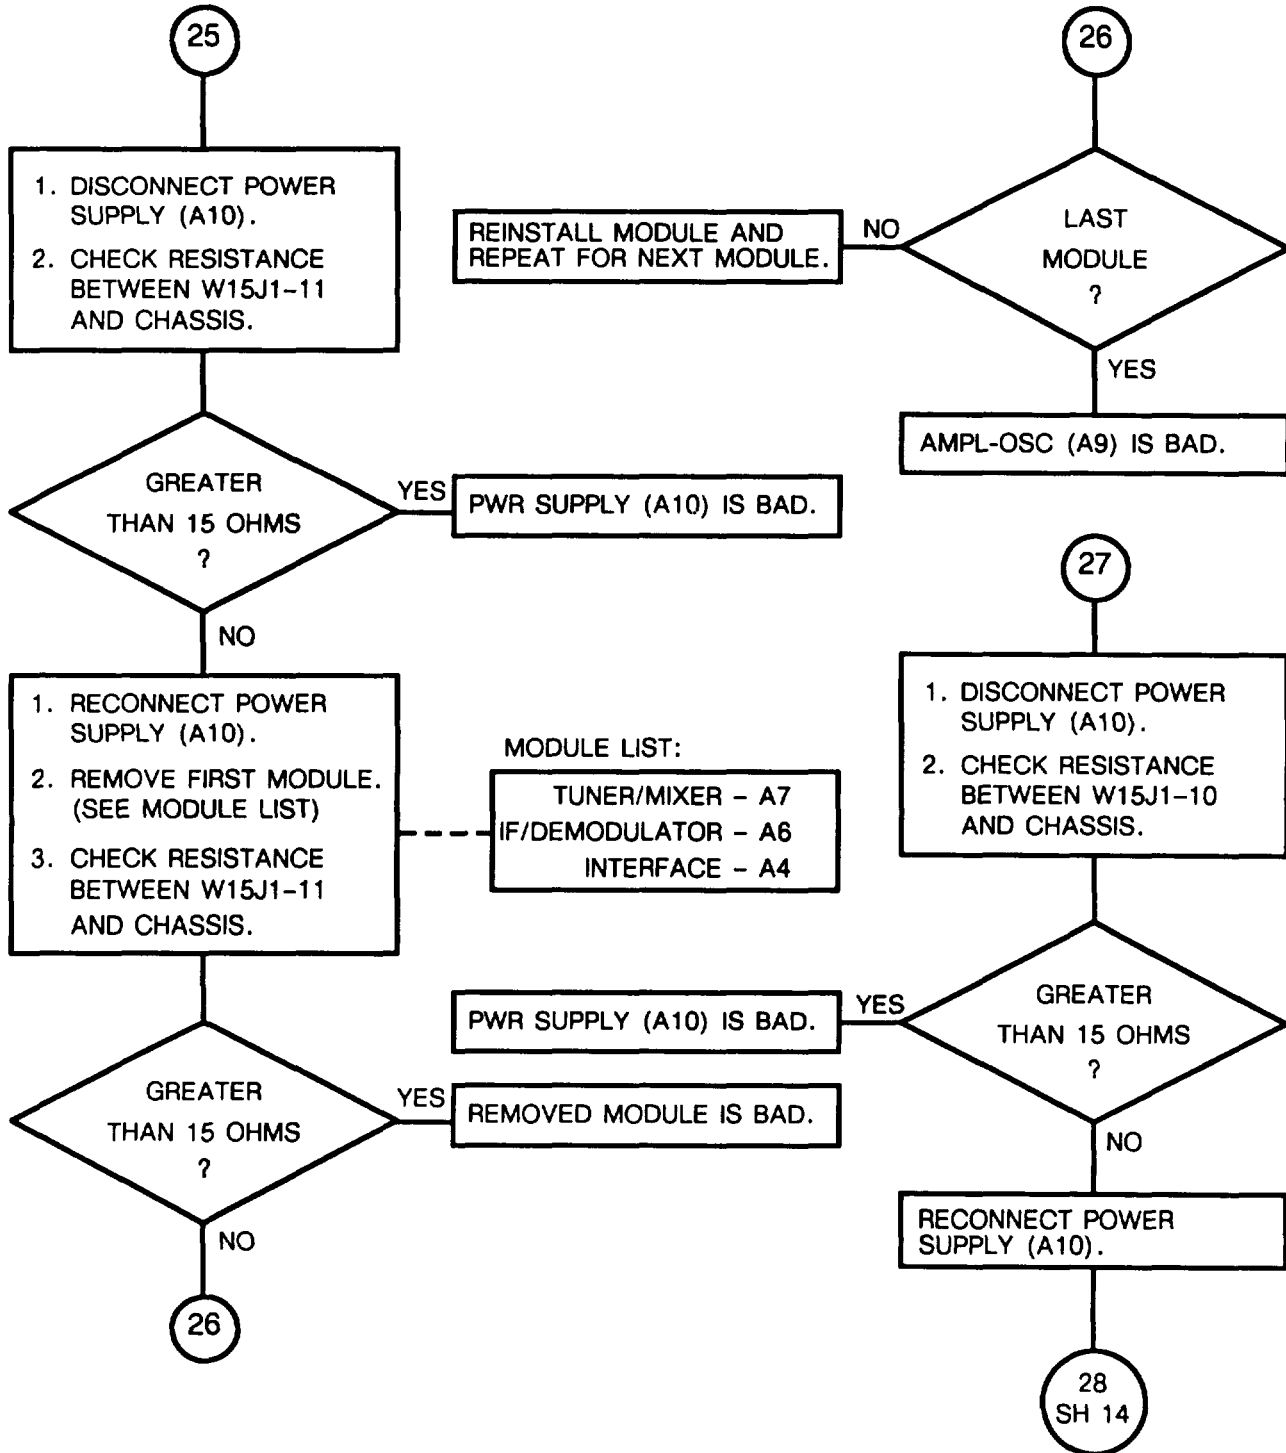 25
1. DISCONNECT POWER
SUPPLY (A10).
2. CHECK RESISTANCE
BETWEEN W15J1-11
AND CHASSIS.
GREATER
THAN 15 OHMS
?
YES
PWR SUPPLY (A10) IS BAD.
NO
1. RECONNECT POWER
SUPPLY (A10).
2. REMOVE FIRST MODULE.
(SEE MODULE LIST)
3. CHECK RESISTANCE
BETWEEN W15J1-11
AND CHASSIS.
MODULE LIST:
TUNER/MIXER - A7
IF/DEMODULATOR - A6
INTERFACE - A4
GREATER
THAN 15 OHMS
?
YES
REMOVED MODULE IS BAD.
NO
26
26
LAST
MODULE
?
NO
REINSTALL MODULE AND
REPEAT FOR NEXT MODULE.
YES
AMPL-OSC (A9) IS BAD.
27
1. DISCONNECT POWER
SUPPLY (A10).
2. CHECK RESISTANCE
BETWEEN W15J1-10
AND CHASSIS.
GREATER
THAN 15 OHMS
?
YES
PWR SUPPLY (A10) IS BAD.
NO
RECONNECT POWER
SUPPLY (A10).
28
SH 14